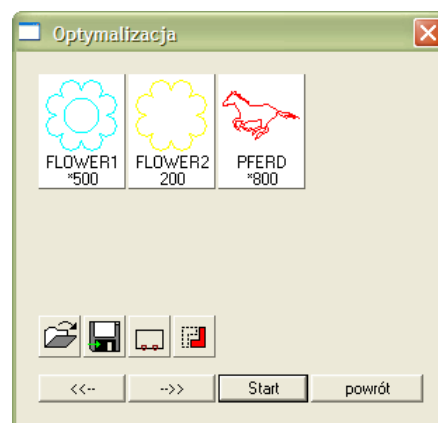 Optymalizacja
FLOWER1 FLOWER2 PFERD
*500 200 *800
<<-- -->> Start powrót